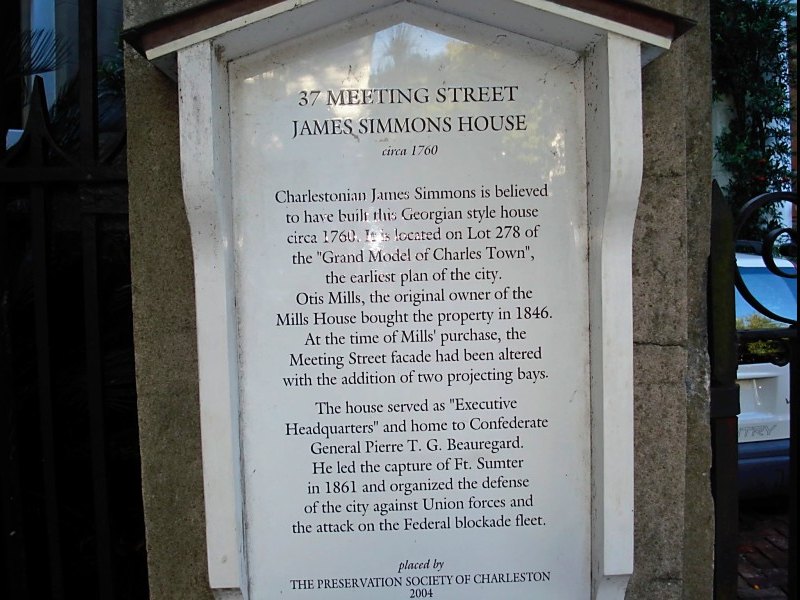 37 MEETING STREET
JAMES SIMMONS HOUSE
circa 1760
Charlestonian James Simmons is believed
to have built this Georgian style house
circa 1760. It is located on Lot 278 of
the "Grand Model of Charles Town",
the earliest plan of the city.
Otis Mills, the original owner of the
Mills House bought the property in 1846.
At the time of Mills' purchase, the
Meeting Street facade had been altered
with the addition of two projecting bays.
The house served as "Executive
Headquarters" and home to Confederate
General Pierre T. G. Beauregard.
He led the capture of Ft. Sumter
in 1861 and organized the defense
of the city against Union forces and
the attack on the Federal blockade fleet.
placed by
THE PRESERVATION SOCIETY OF CHARLESTON
2004